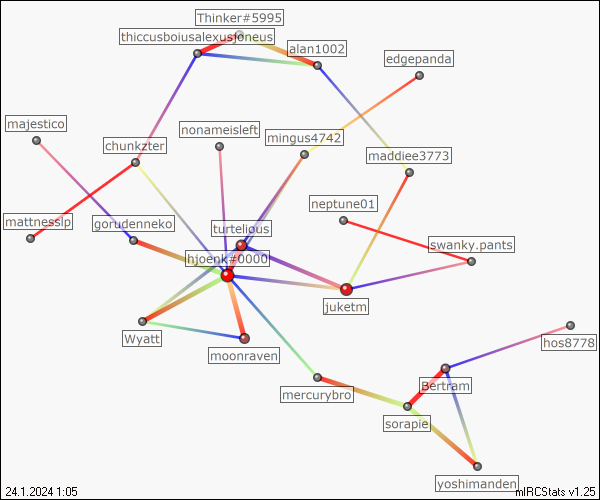 Thinker#5995
thiccusboiusalexusjoneus
alan1002
edgepanda
majestico
nonameisleft
mingus4742
chunkzter
maddiee3773
neptune01
mattnesslp
gorudenneko
turtelious
swanky.pants
hjoenk#0000
juketm
Wyatt
moonraven
hos8778
mercurybro
Bertram
sorapie
yoshimanden
24.1.2024 1:05
mIRCStats v1.25